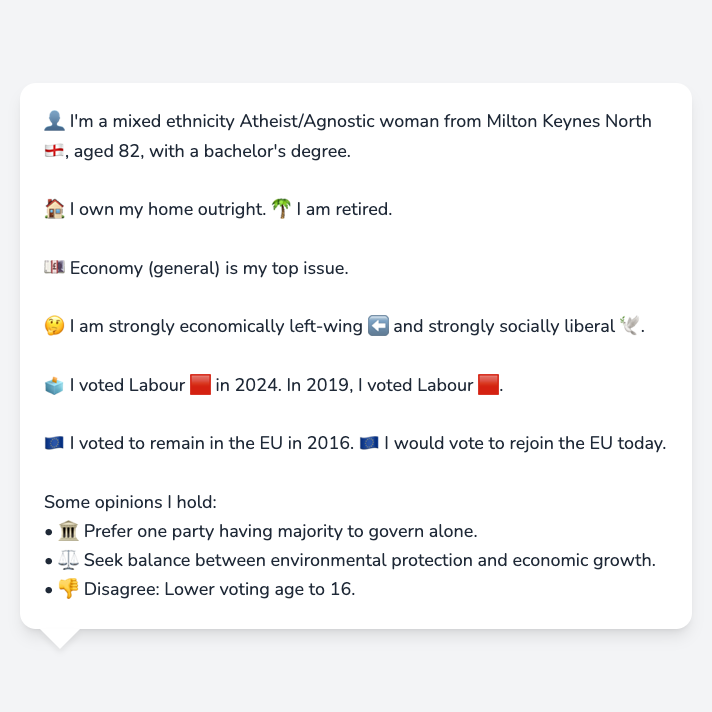 👤 I'm a mixed ethnicity Atheist/Agnostic woman from Milton Keynes North
🏴󠁧󠁢󠁥󠁮󠁧󠁿, aged 82, with a bachelor's degree.
🏠 I own my home outright. 🌴 I am retired.
💷 Economy (general) is my top issue.
🤔 I am strongly economically left-wing ⬅️ and strongly socially liberal 🕊️.
🗳️ I voted Labour 🟥 in 2024. In 2019, I voted Labour 🟥.
🇪🇺 I voted to remain in the EU in 2016. 🇪🇺 I would vote to rejoin the EU today.
Some opinions I hold:
• 🏛️ Prefer one party having majority to govern alone.
• ⚖️ Seek balance between environmental protection and economic growth.
• 👎 Disagree: Lower voting age to 16.